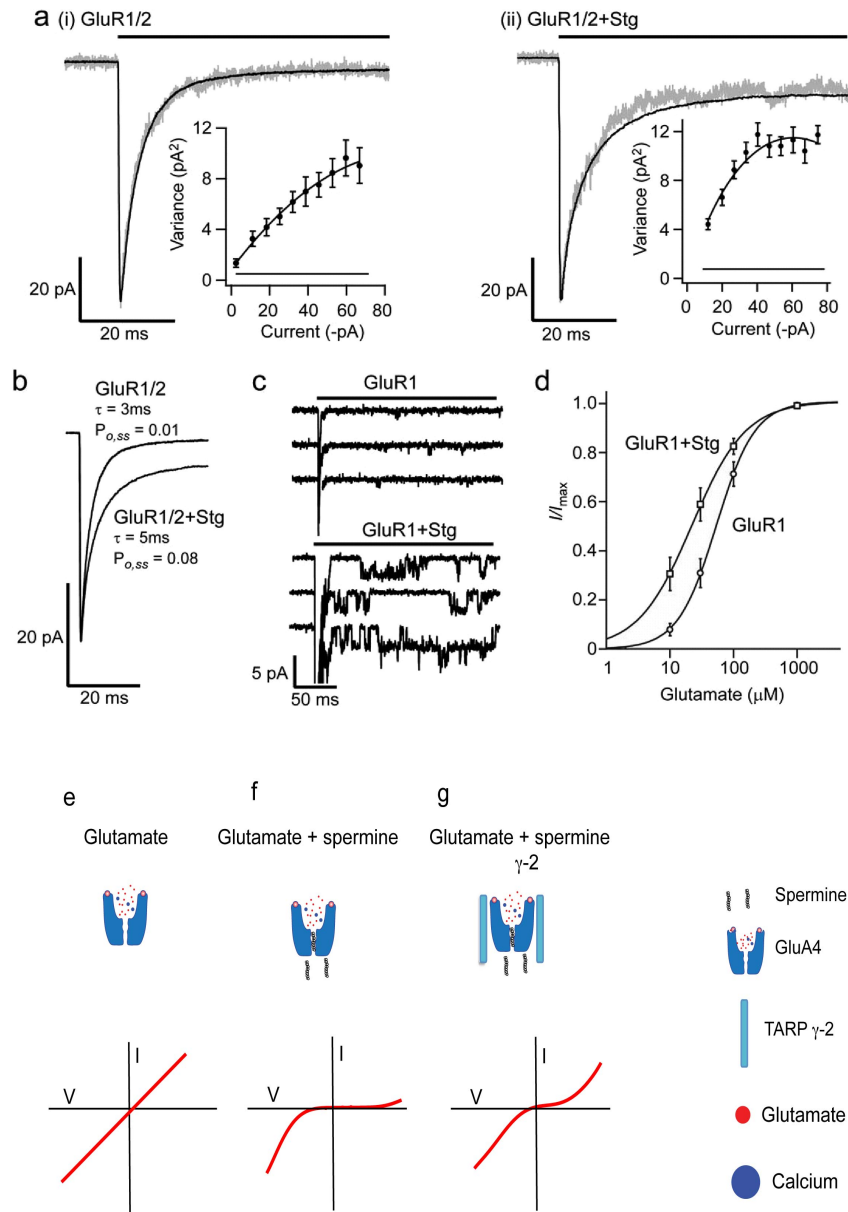 a (i) GluR1/2
(ii) GluR1/2+Stg
12
8
4
0
Variance (pA²)
0 20 40 60 80
Current (-pA)
20 pA
20 ms
12
8
4
0
Variance (pA²)
0 20 40 60 80
Current (-pA)
20 pA
20 ms
b
GluR1/2
τ = 3ms
Po,ss = 0.01
GluR1/2+Stg
τ = 5ms
Po,ss = 0.08
20 pA
20 ms
c
GluR1
GluR1+Stg
5 pA
50 ms
d
1.0
0.8
0.6
0.4
0.2
0
I/Imax
GluR1+Stg
GluR1
1 10 100 1000
Glutamate (μM)
e
Glutamate
f
Glutamate + spermine
g
Glutamate + spermine
γ-2
Spermine
GluA4
TARP γ-2
Glutamate
Calcium
I
V
I
V
I
V